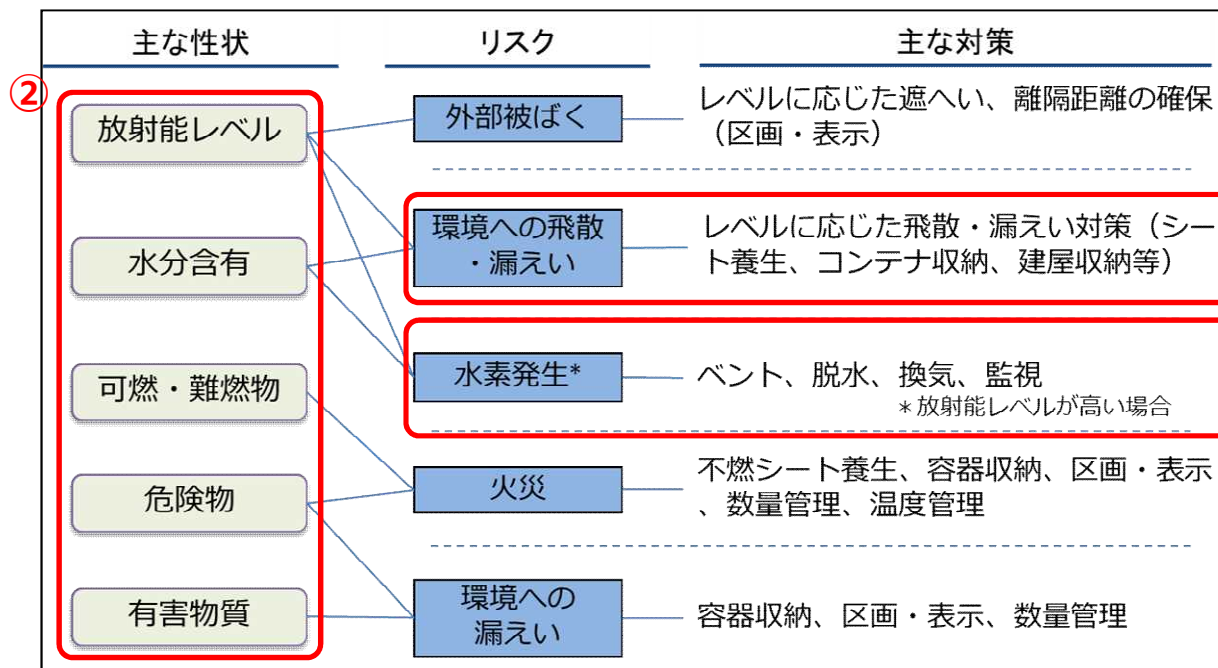 主な性状
リスク
主な対策
②
放射能レベル
外部被ばく
レベルに応じた遮へい、離隔距離の確保
（区画・表示）
水分含有
環境への飛散
・漏えい
レベルに応じた飛散・漏えい対策（シー
ト養生、コンテナ収納、建屋収納等）
可燃・難燃物
水素発生*
ベント、脱水、換気、監視
＊放射能レベルが高い場合
危険物
火災
不燃シート養生、容器収納、区画・表示
、数量管理、温度管理
有害物質
環境への
漏えい
容器収納、区画・表示、数量管理